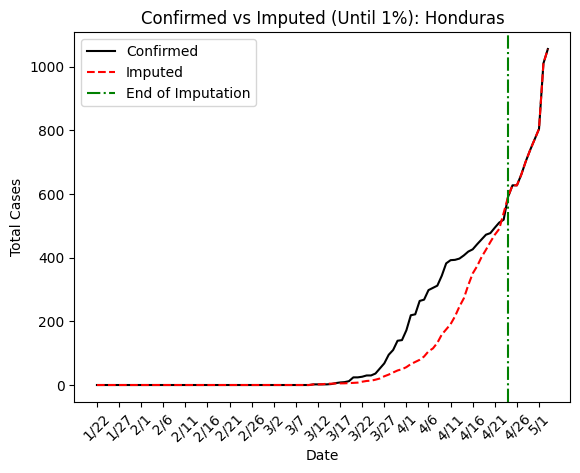 Confirmed vs Imputed (Until 1%): Honduras
Confirmed
Imputed
End of Imputation
Total Cases
1000
800
600
400
200
0
1/22 1/27 2/1 2/6 2/11 2/16 2/21 2/26 3/2 3/7 3/12 3/17 3/22 3/27 4/1 4/6 4/11 4/16 4/21 4/26 5/1
Date